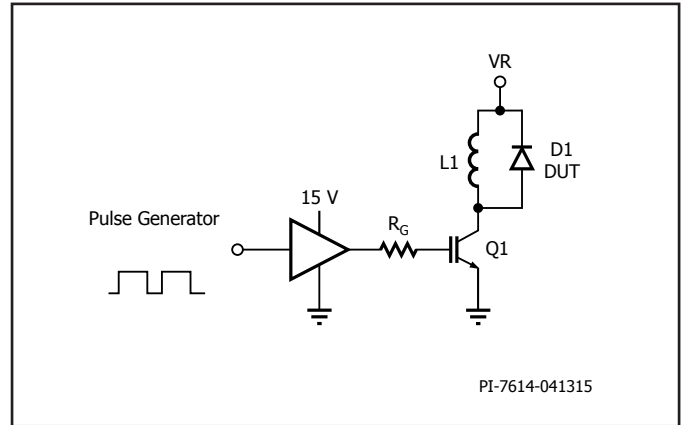 VR
L1
D1
DUT
15 V
Pulse Generator
RG
Q1
PI-7614-041315